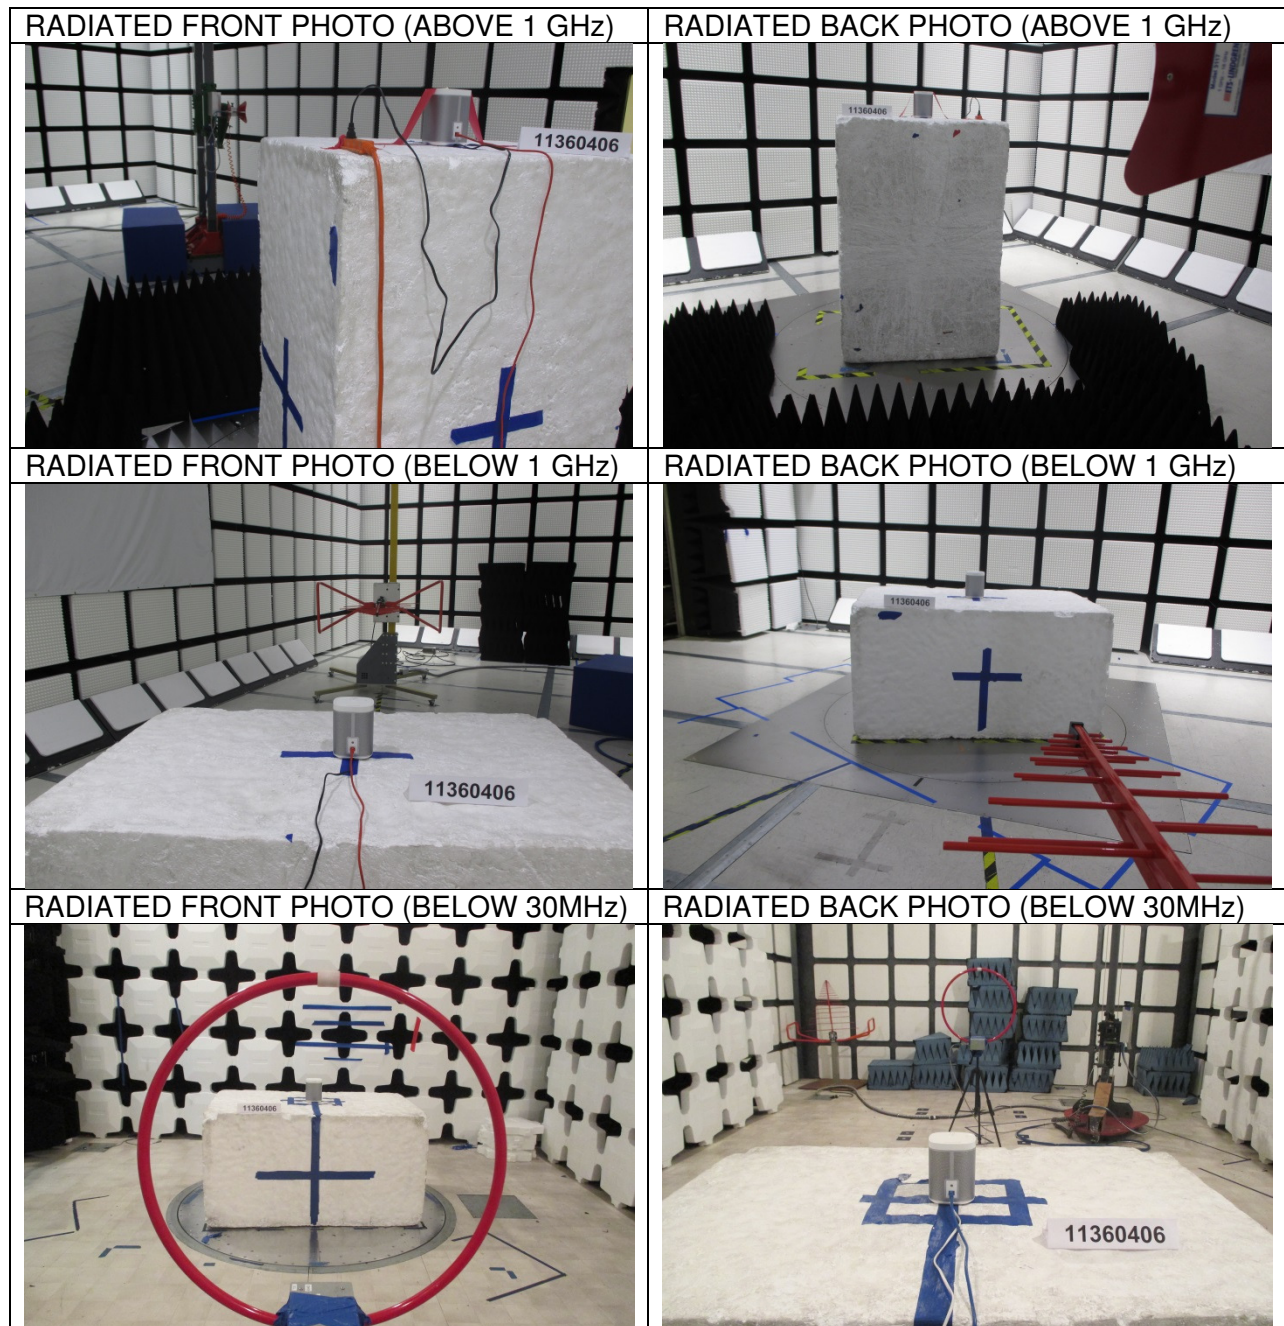 RADIATED FRONT PHOTO (ABOVE 1 GHz)
RADIATED BACK PHOTO (ABOVE 1 GHz)
11360406
11360406
RADIATED FRONT PHOTO (BELOW 1 GHz)
RADIATED BACK PHOTO (BELOW 1 GHz)
11360406
11360406
RADIATED FRONT PHOTO (BELOW 30MHz)
RADIATED BACK PHOTO (BELOW 30MHz)
11360406
11360406